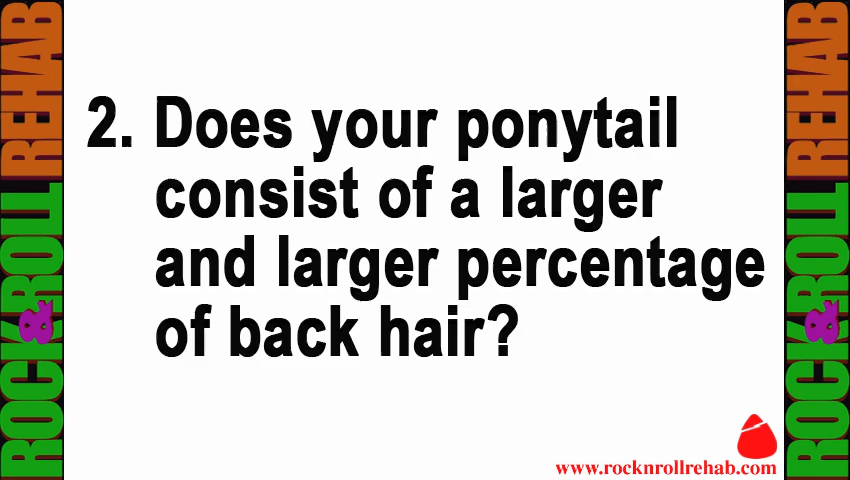 ROCK & ROLL REHAB
2. Does your ponytail
consist of a larger
and larger percentage
of back hair?
www.rocknrollrehab.com
ROCK & ROLL REHAB